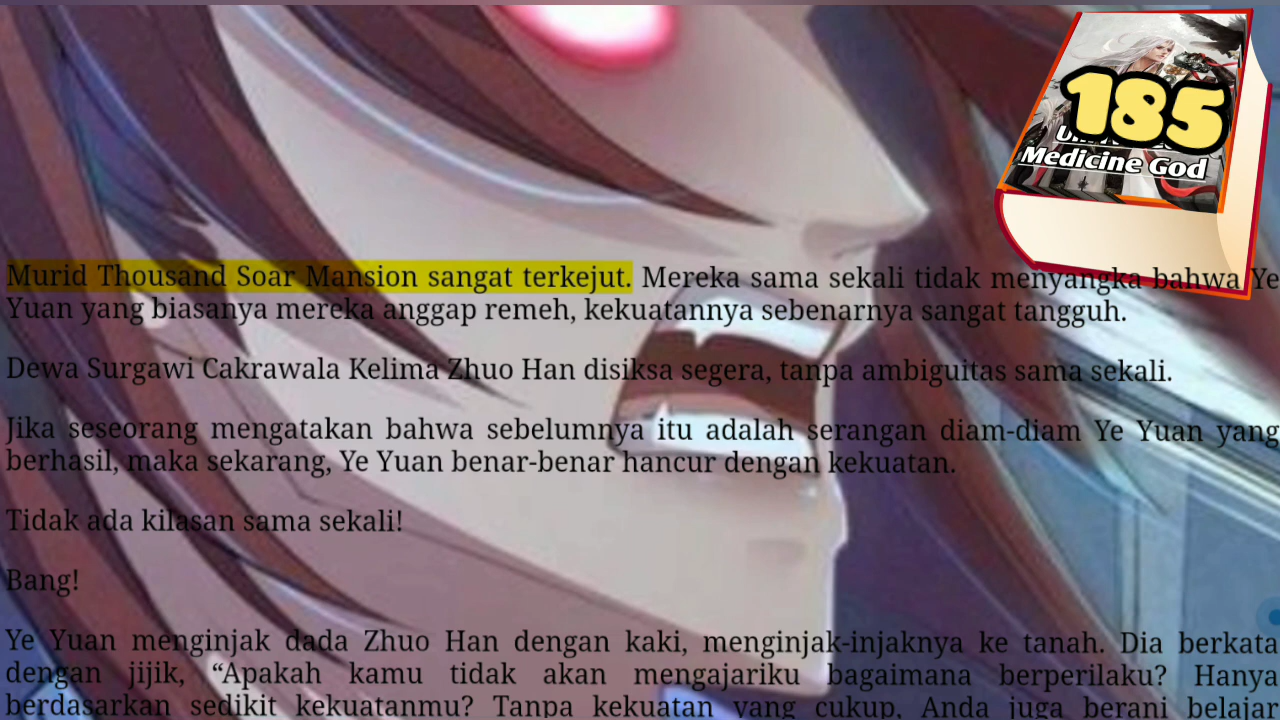 185
Medicine God
Murid Thousand Soar Mansion sangat terkejut. Mereka sama sekali tidak menyangka bahwa Ye
Yuan yang biasanya mereka anggap remeh, kekuatannya sebenarnya sangat tangguh.
Dewa Surgawi Cakrawala Kelima Zhuo Han disiksa segera, tanpa ambiguitas sama sekali.
Jika seseorang mengatakan bahwa sebelumnya itu adalah serangan diam-diam Ye Yuan yang
berhasil, maka sekarang, Ye Yuan benar-benar hancur dengan kekuatan.
Tidak ada kilasan sama sekali!
Bang!
Ye Yuan menginjak dada Zhuo Han dengan kaki, menginjak-injaknya ke tanah. Dia berkata
dengan jijik, “Apakah kamu tidak akan mengajariku bagaimana berperilaku? Hanya
berdasarkan sedikit kekuatanmu? Tanpa kekuatan yang cukup, Anda juga berani belajar